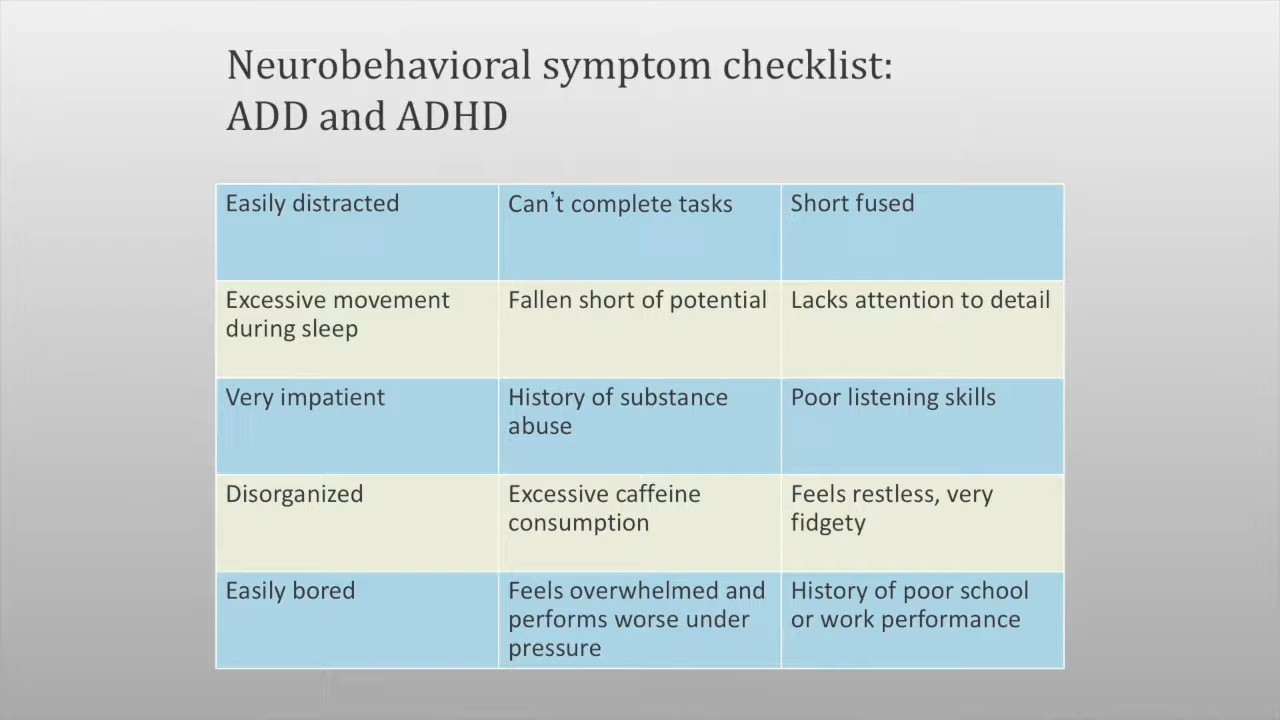 Neurobehavioral symptom checklist:
ADD and ADHD
Easily distracted
Can’t complete tasks
Short fused
Excessive movement
during sleep
Fallen short of potential
Lacks attention to detail
Very impatient
History of substance
abuse
Poor listening skills
Disorganized
Excessive caffeine
consumption
Feels restless, very
fidgety
Easily bored
Feels overwhelmed and
performs worse under
pressure
History of poor school
or work performance